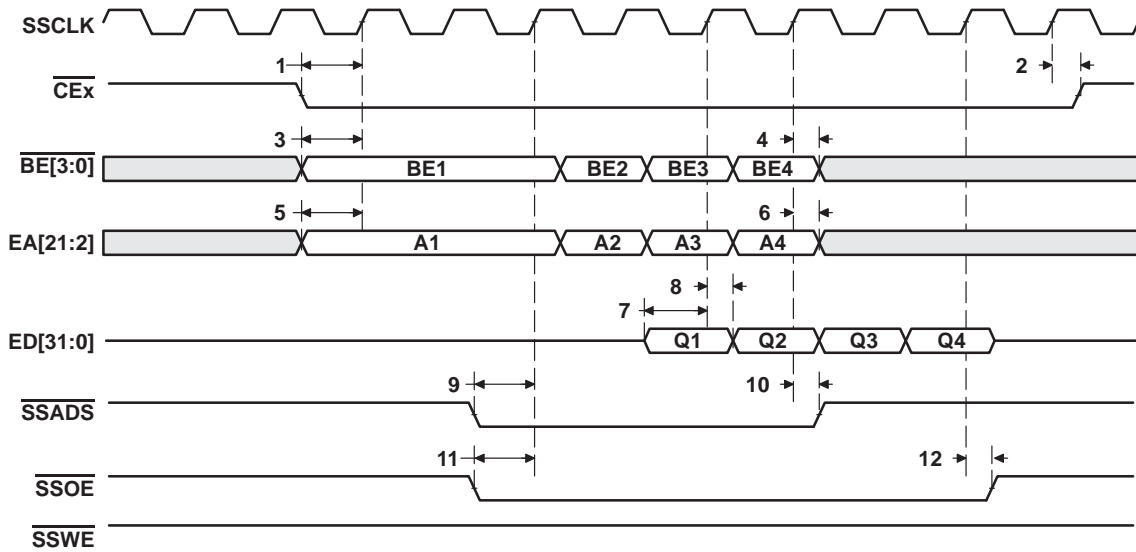 SSCLK
1
2
CEx
3
4
BE[3:0]
BE1
BE2
BE3
BE4
5
6
EA[21:2]
A1
A2
A3
A4
8
7
ED[31:0]
Q1
Q2
Q3
Q4
9
10
SSADS
11
12
SSOE
SSWE